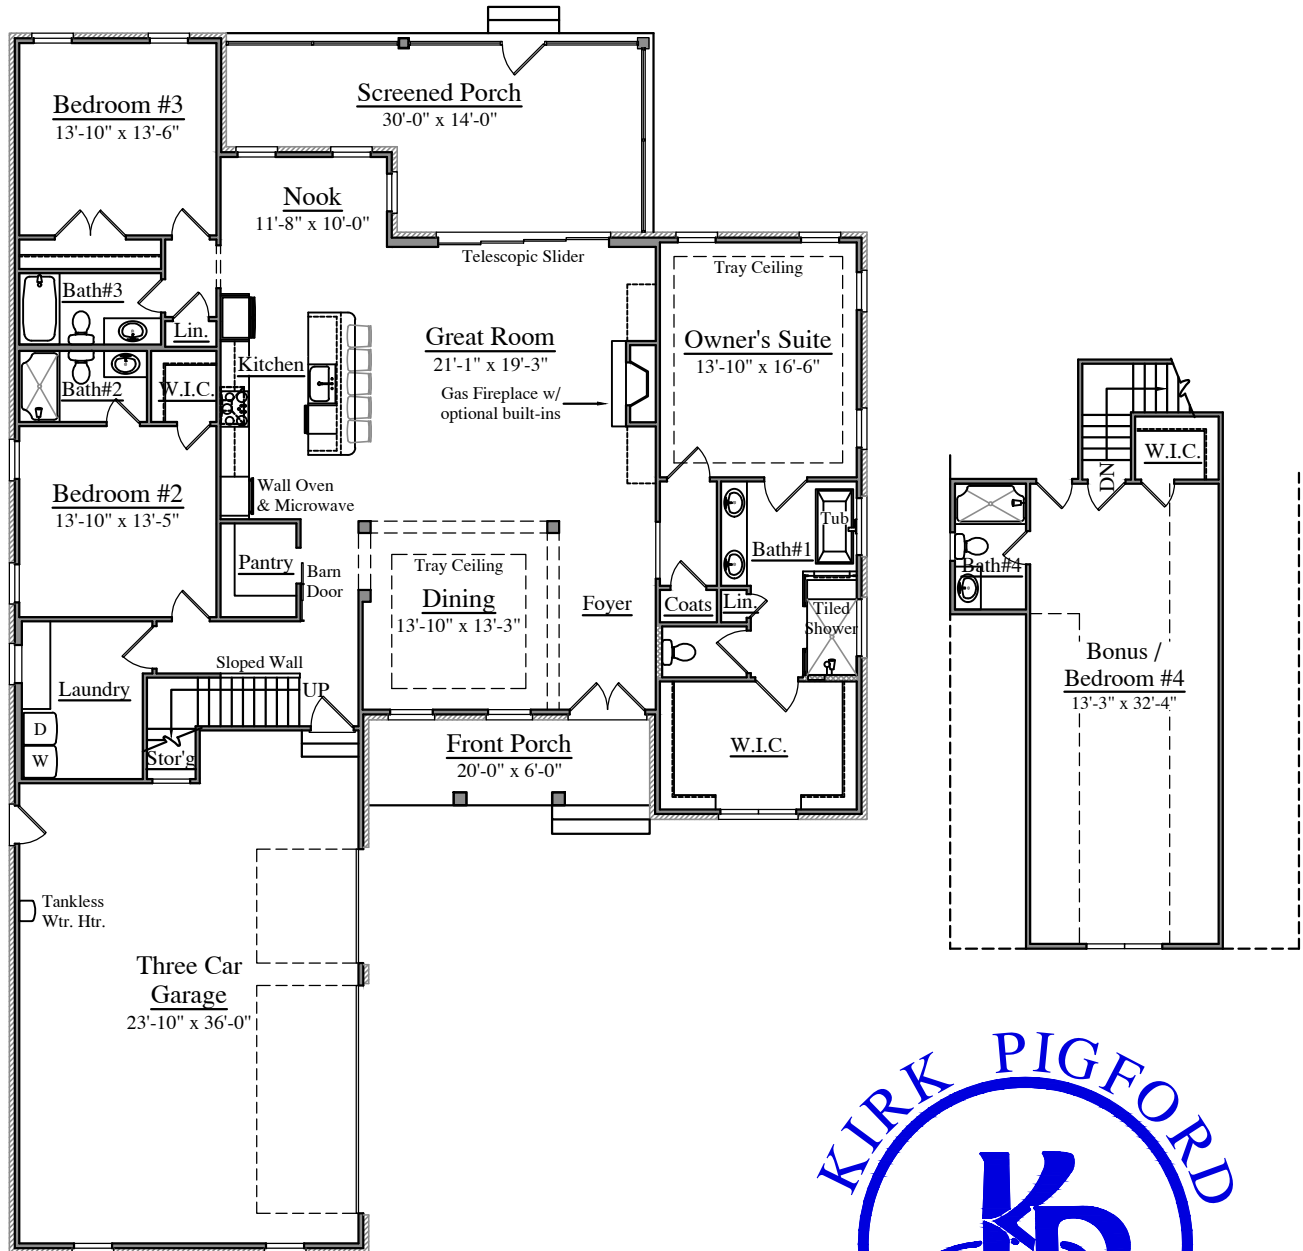 Bedroom #3
13'-10" x 13'-6"
Screened Porch
30'-0" x 14'-0"
Nook
11'-8" x 10'-0"
Telescopic Slider
Tray Ceiling
Bath#3
Lin.
Great Room
21'-1" x 19'-3"
Owner's Suite
13'-10" x 16'-6"
Kitchen
Bath#2
W.I.C.
Gas Fireplace w/
optional built-ins
W.I.C.
DN
Bedroom #2
13'-10" x 13'-5"
Wall Oven
& Microwave
Tub
Bath#1
Pantry
Barn
Door
Tray Ceiling
Dining
13'-10" x 13'-3"
Foyer
Coats
Lin.
Tiled
Shower
Bath#4
Sloped Wall
UP
Laundry
D
W
Stor'g
Front Porch
20'-0" x 6'-0"
W.I.C.
Bonus /
Bedroom #4
13'-3" x 32'-4"
Tankless
Wtr. Htr.
Three Car
Garage
23'-10" x 36'-0"
KIRK PIGFORD